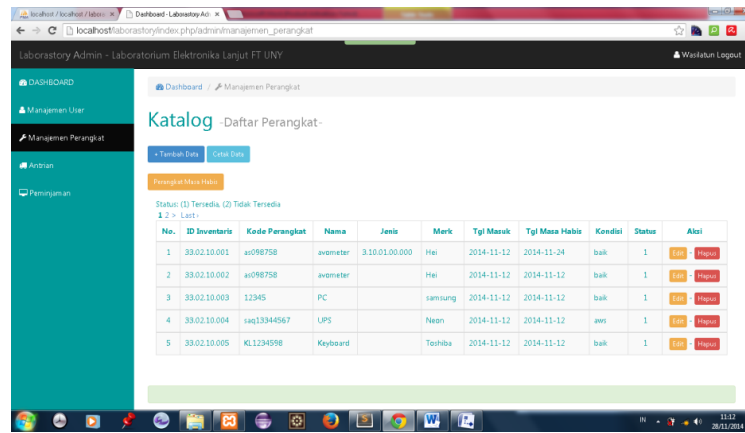 localhost / localhost / labora
Dashboard - Laborastory Adm
localhost/laborastory/index.php/admin/manajemen_perangkat
Laborastory Admin - Laboratorium Elektronika Lanjut FT UNY
Wasilatun Logout
DASHBOARD
Manajemen User
Manajemen Perangkat
Antrian
Peminjaman
Dashboard / Manajemen Perangkat
Katalog -Daftar Perangkat-
+ Tambah Data Cetak Data
Perangkat Masa Habis
Status: (1) Tersedia, (2) Tidak Tersedia
1 2 > Last ›
No. ID Inventaris Kode Perangkat Nama Jenis Merk Tgl Masuk Tgl Masa Habis Kondisi Status Aksi
1 33.02.10.001 as098758 avometer 3.10.01.00.000 Hei 2014-11-12 2014-11-24 baik 1 Edit - Hapus
2 33.02.10.002 as098758 avometer Hei 2014-11-12 2014-11-12 baik 1 Edit - Hapus
3 33.02.10.003 12345 PC samsung 2014-11-12 2014-11-12 baik 1 Edit - Hapus
4 33.02.10.004 saq13344567 UPS Neon 2014-11-12 2014-11-12 aws 1 Edit - Hapus
5 33.02.10.005 KL1234598 Keyboard Toshiba 2014-11-12 2014-11-12 baik 1 Edit - Hapus
IN 11:12
28/11/2014